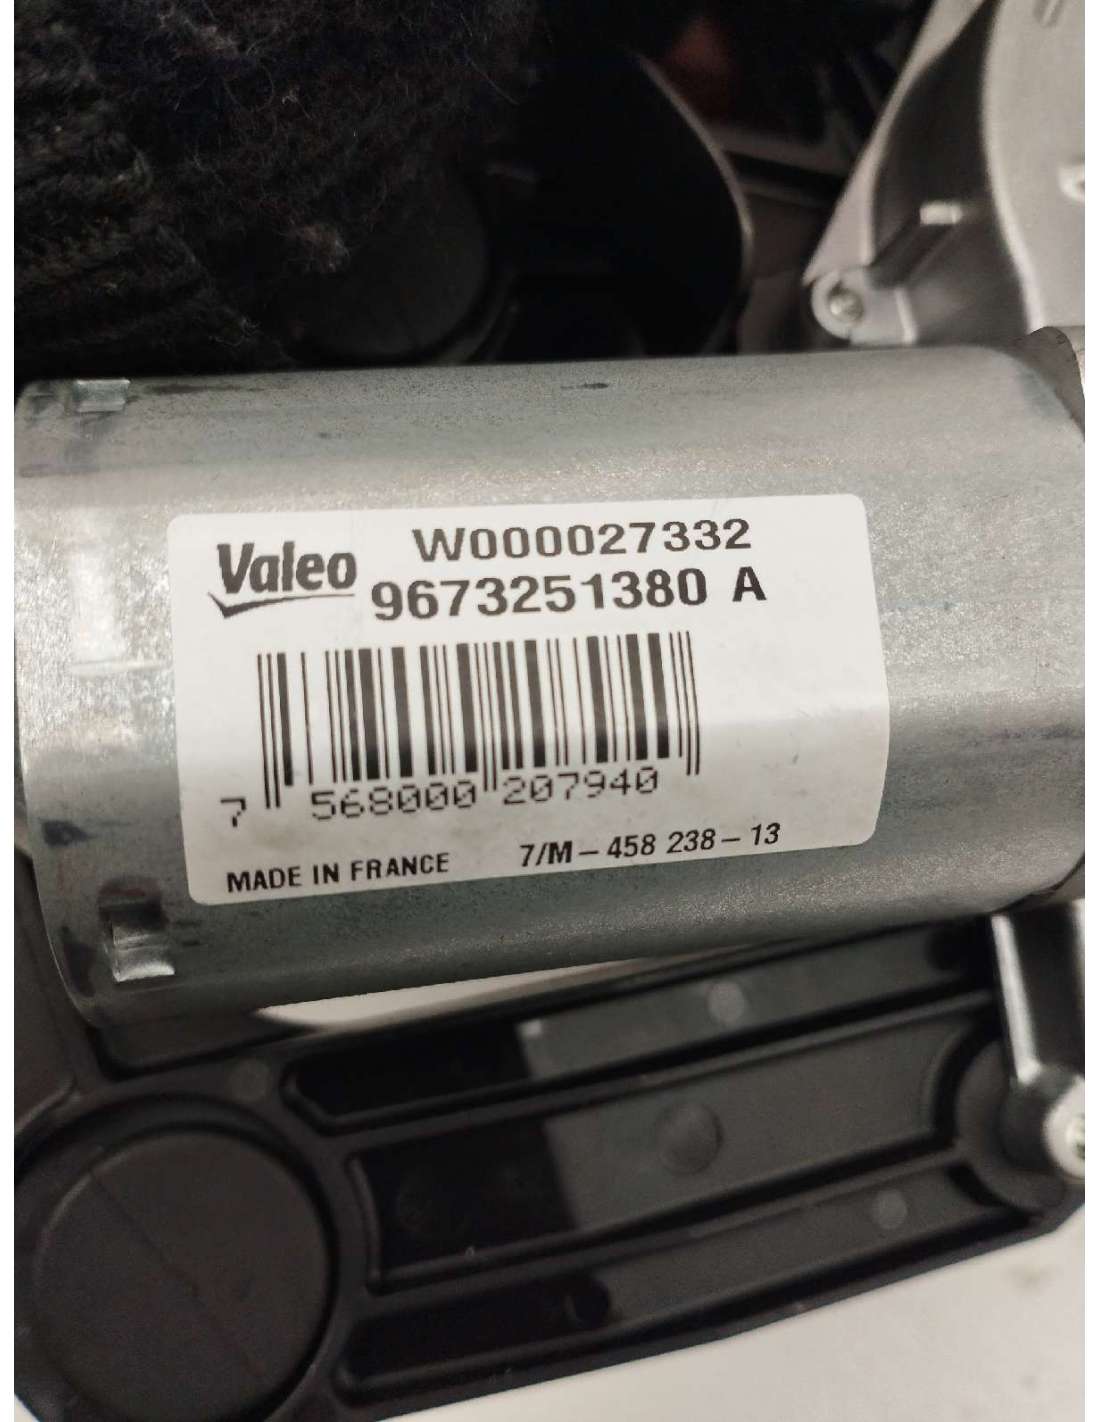 Valeo W000027332
9673251380 A
7 568000 207940
MADE IN FRANCE 7/M-458 238-13